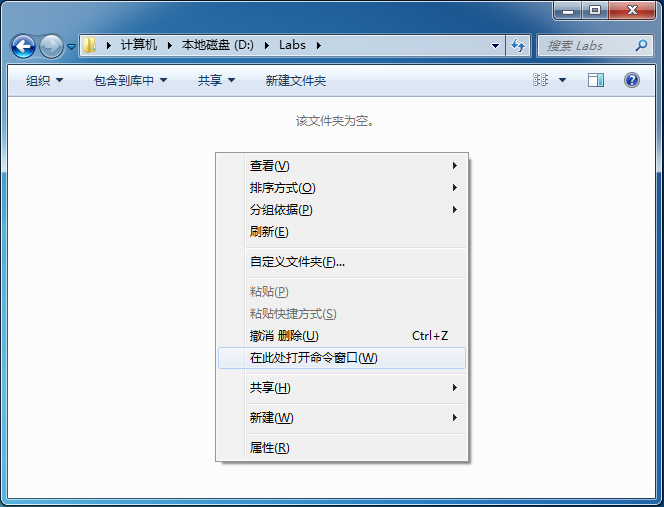 计算机 本地磁盘 (D:) Labs 搜索 Labs
组织 包含到库中 共享 新建文件夹
该文件夹为空。
查看(V)
排序方式(O)
分组依据(P)
刷新(E)
自定义文件夹(F)...
粘贴(P)
粘贴快捷方式(S)
撤消 删除(U) Ctrl+Z
在此处打开命令窗口(W)
共享(H)
新建(W)
属性(R)